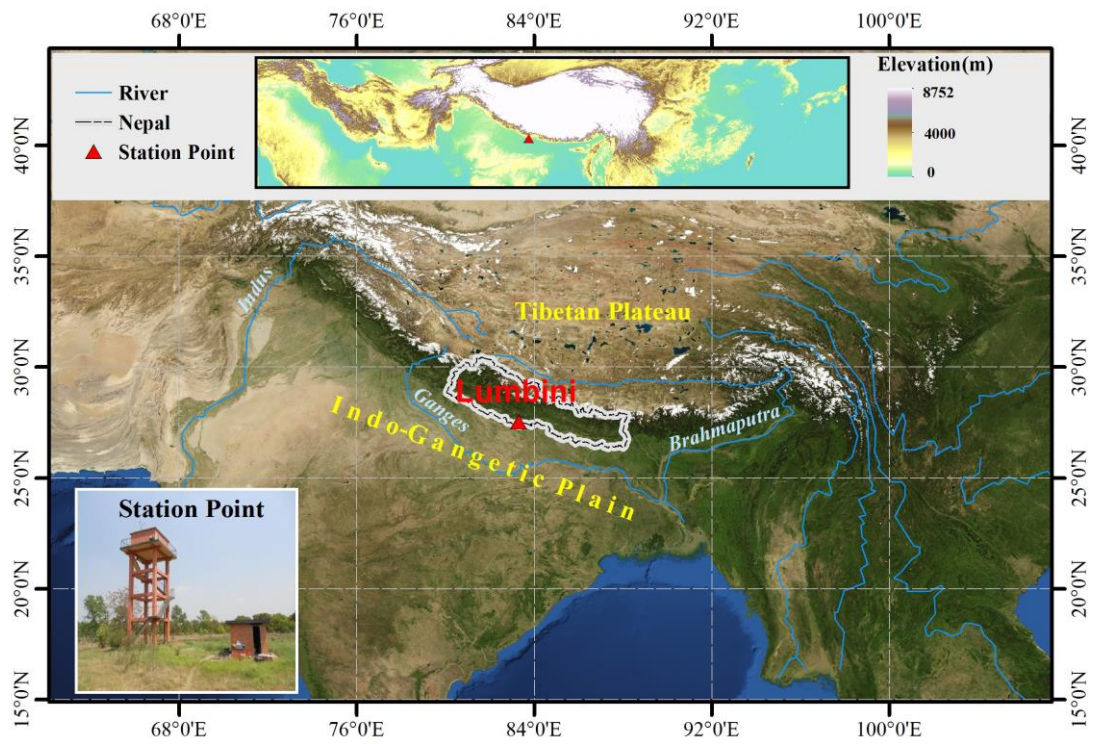 68°0'E 76°0'E 84°0'E 92°0'E 100°0'E
River
Nepal
Station Point
Elevation(m)
8752
4000
0
40°0'N
40°0'N
35°0'N
35°0'N
30°0'N
30°0'N
25°0'N
25°0'N
20°0'N
20°0'N
15°0'N
15°0'N
Indus
Tibetan Plateau
Lumbini
Ganges
Brahmaputra
Indo-Gangetic Plain
Station Point
68°0'E 76°0'E 84°0'E 92°0'E 100°0'E